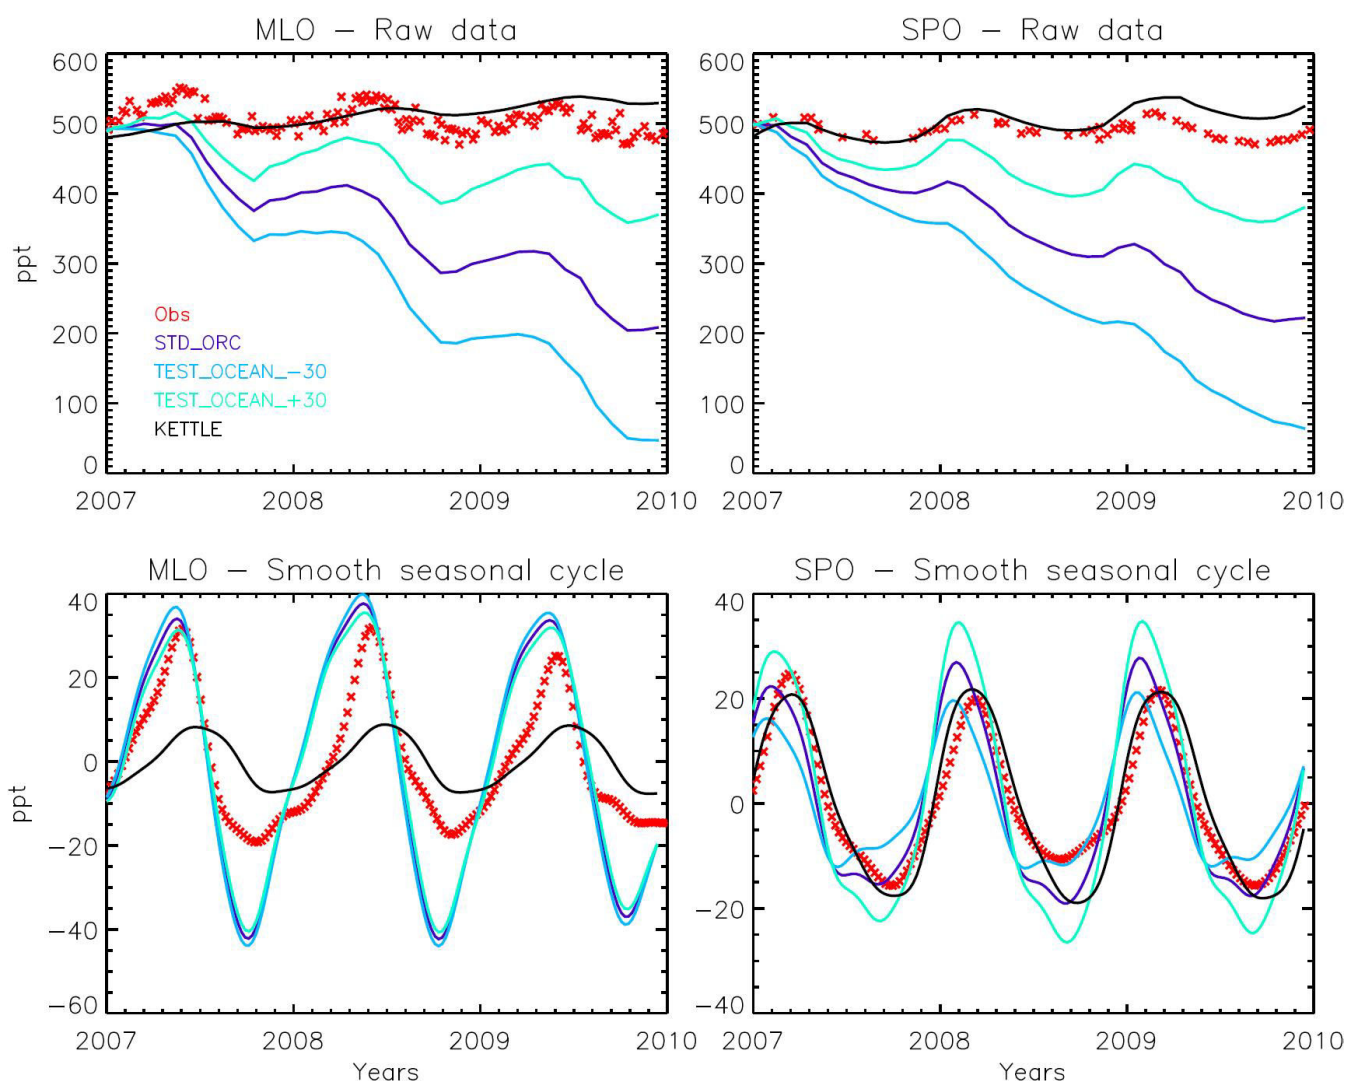 MLO – Raw data
600
500
400
300
200
100
0
ppt
2007 2008 2009 2010
Obs
STD_ORC
TEST_OCEAN_–30
TEST_OCEAN_+30
KETTLE
SPO – Raw data
600
500
400
300
200
100
0
2007 2008 2009 2010
MLO – Smooth seasonal cycle
40
20
0
–20
–40
–60
ppt
2007 2008 2009 2010
Years
SPO – Smooth seasonal cycle
40
20
0
–20
–40
2007 2008 2009 2010
Years